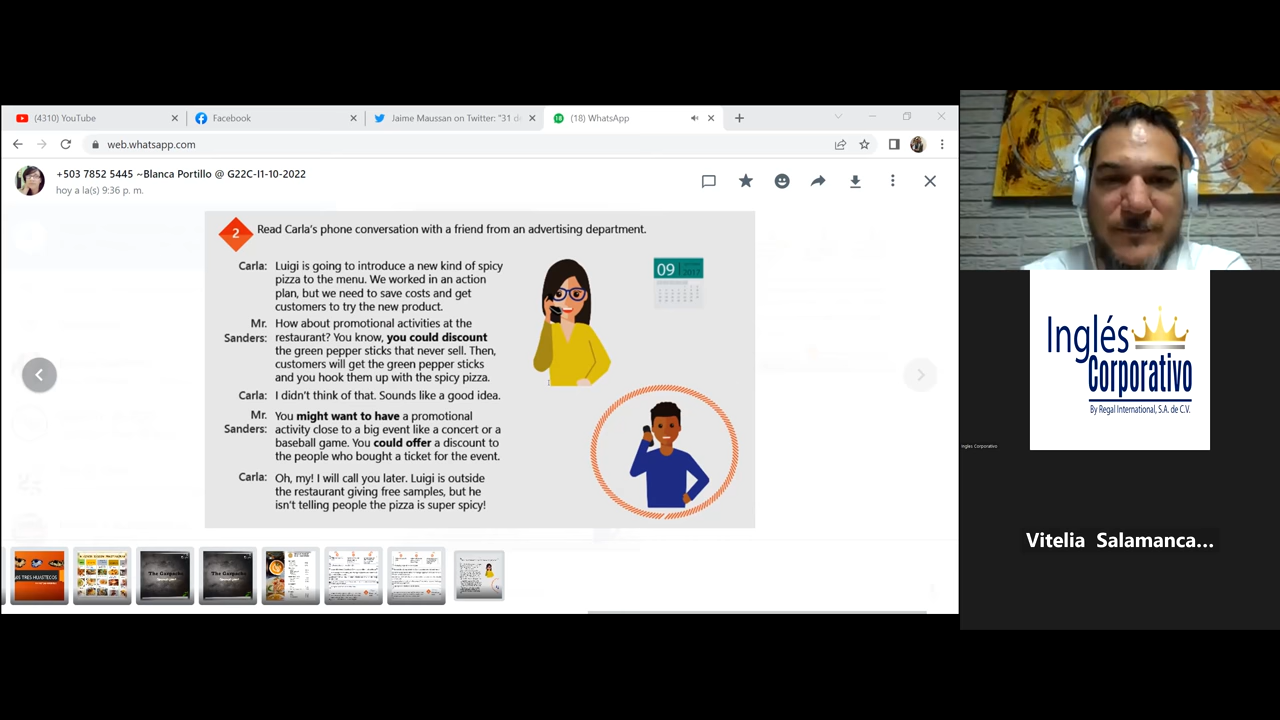 (4310) YouTube
Facebook
Jaime Maussan on Twitter: "31 d
(18) WhatsApp
web.whatsapp.com
+503 7852 5445 ~Blanca Portillo @ G22C-I1-10-2022
hoy a la(s) 9:36 p. m.
2 Read Carla's phone conversation with a friend from an advertising department.
Carla: Luigi is going to introduce a new kind of spicy
pizza to the menu. We worked in an action
plan, but we need to save costs and get
customers to try the new product.
Mr. How about promotional activities at the
Sanders: restaurant? You know, you could discount
the green pepper sticks that never sell. Then,
customers will get the green pepper sticks
and you hook them up with the spicy pizza.
Carla: I didn't think of that. Sounds like a good idea.
Mr. You might want to have a promotional
Sanders: activity close to a big event like a concert or a
baseball game. You could offer a discount to
the people who bought a ticket for the event.
Carla: Oh, my! I will call you later. Luigi is outside
the restaurant giving free samples, but he
isn't telling people the pizza is super spicy!
09
2017
Inglés
Corporativo
By Regal International, S.A. de C.V.
Ingles Corporativo
Vitelia Salamanca...